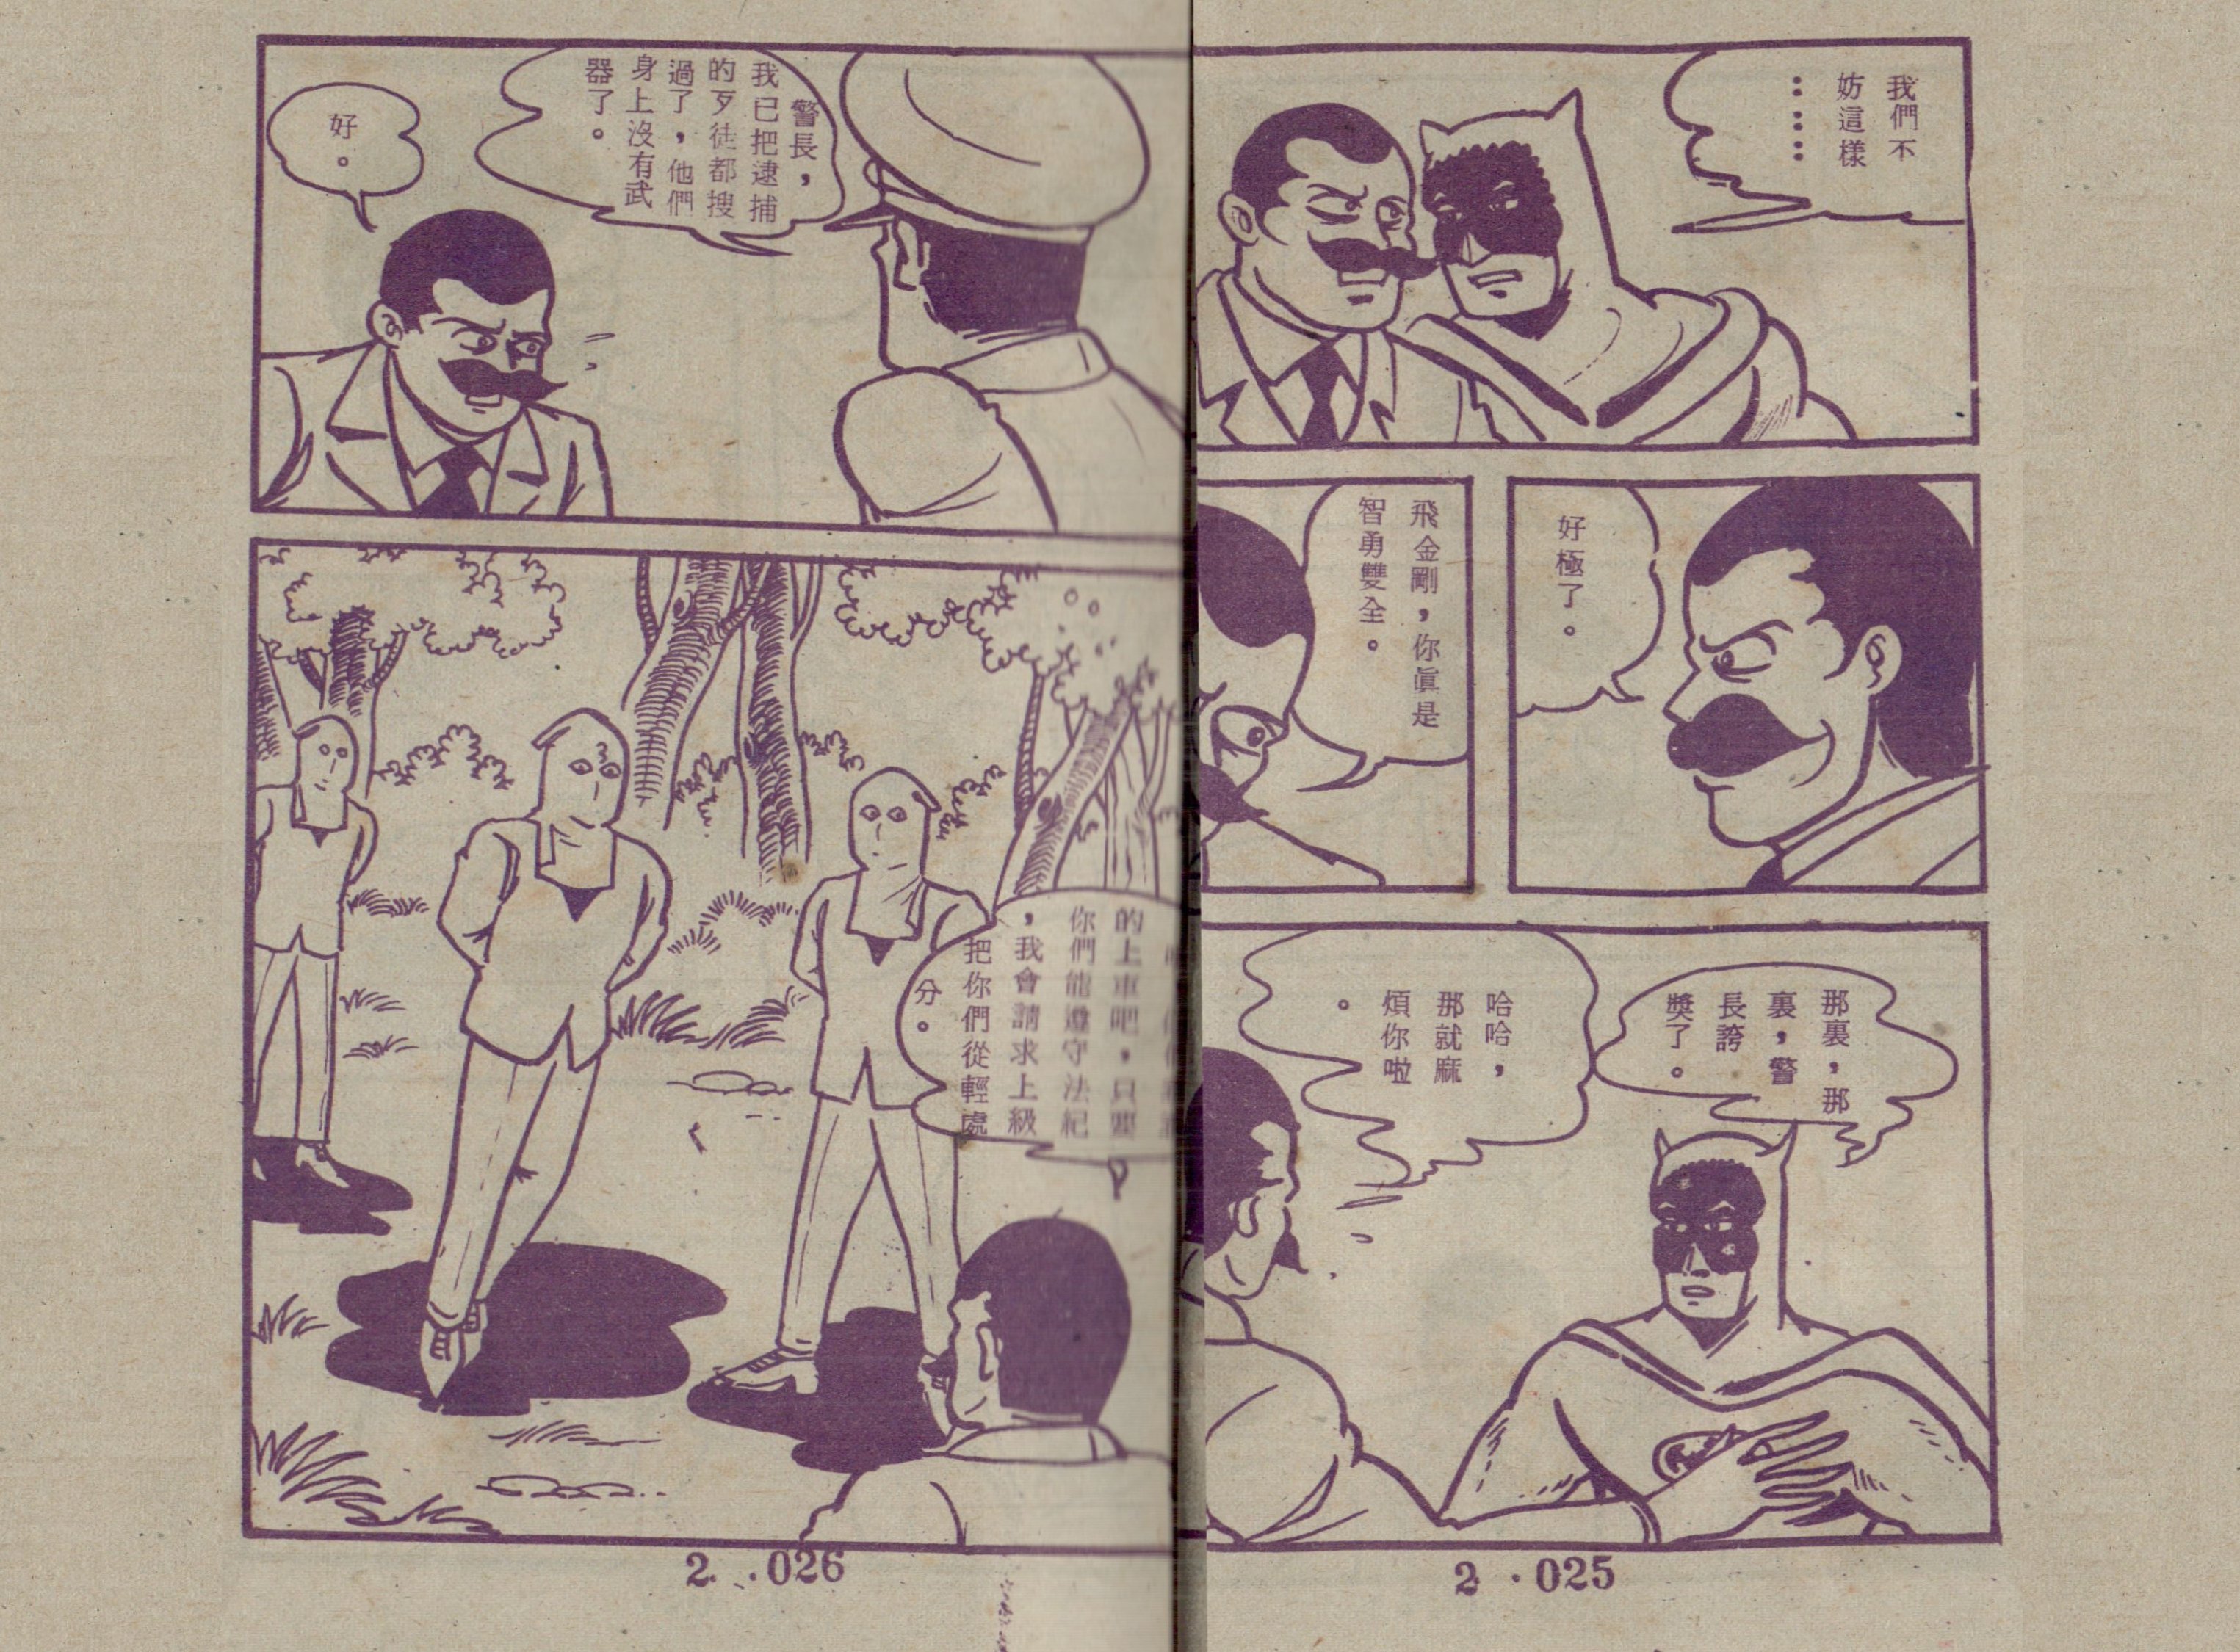 我們不
妨這樣
⋯⋯
好極了。
飛金剛,你眞是
智勇雙全。
那裏,那
裏,警
長誇
獎了。
哈哈,
那就麻
煩你啦
。
2 ·025
警長,
我已把逮捕
的歹徒都搜
過了,他們
身上沒有武
器了。
好。
的上車吧,只要
你們能遵守法紀
,我會請求上級
把你們從輕處
分。
2 ·026